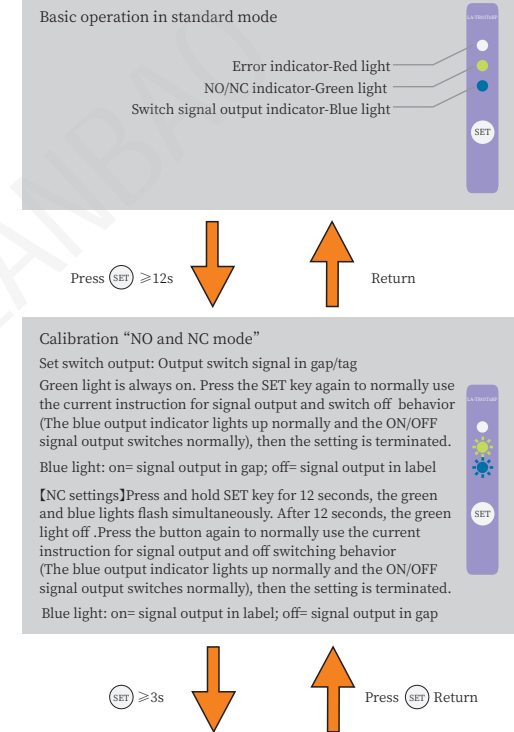 Basic operation in standard mode
Error indicator-Red light
NO/NC indicator-Green light
Switch signal output indicator-Blue light
SET
Press SET ≥12s
Return
Calibration “NO and NC mode”
Set switch output: Output switch signal in gap/tag
Green light is always on. Press the SET key again to normally use
the current instruction for signal output and switch off behavior
(The blue output indicator lights up normally and the ON/OFF
signal output switches normally), then the setting is terminated.
Blue light: on= signal output in gap; off= signal output in label
【NC settings】Press and hold SET key for 12 seconds, the green
and blue lights flash simultaneously. After 12 seconds, the green
light off .Press the button again to normally use the current
instruction for signal output and off switching behavior
(The blue output indicator lights up normally and the ON/OFF
signal output switches normally), then the setting is terminated.
Blue light: on= signal output in label; off= signal output in gap
SET
SET ≥3s
Press SET Return